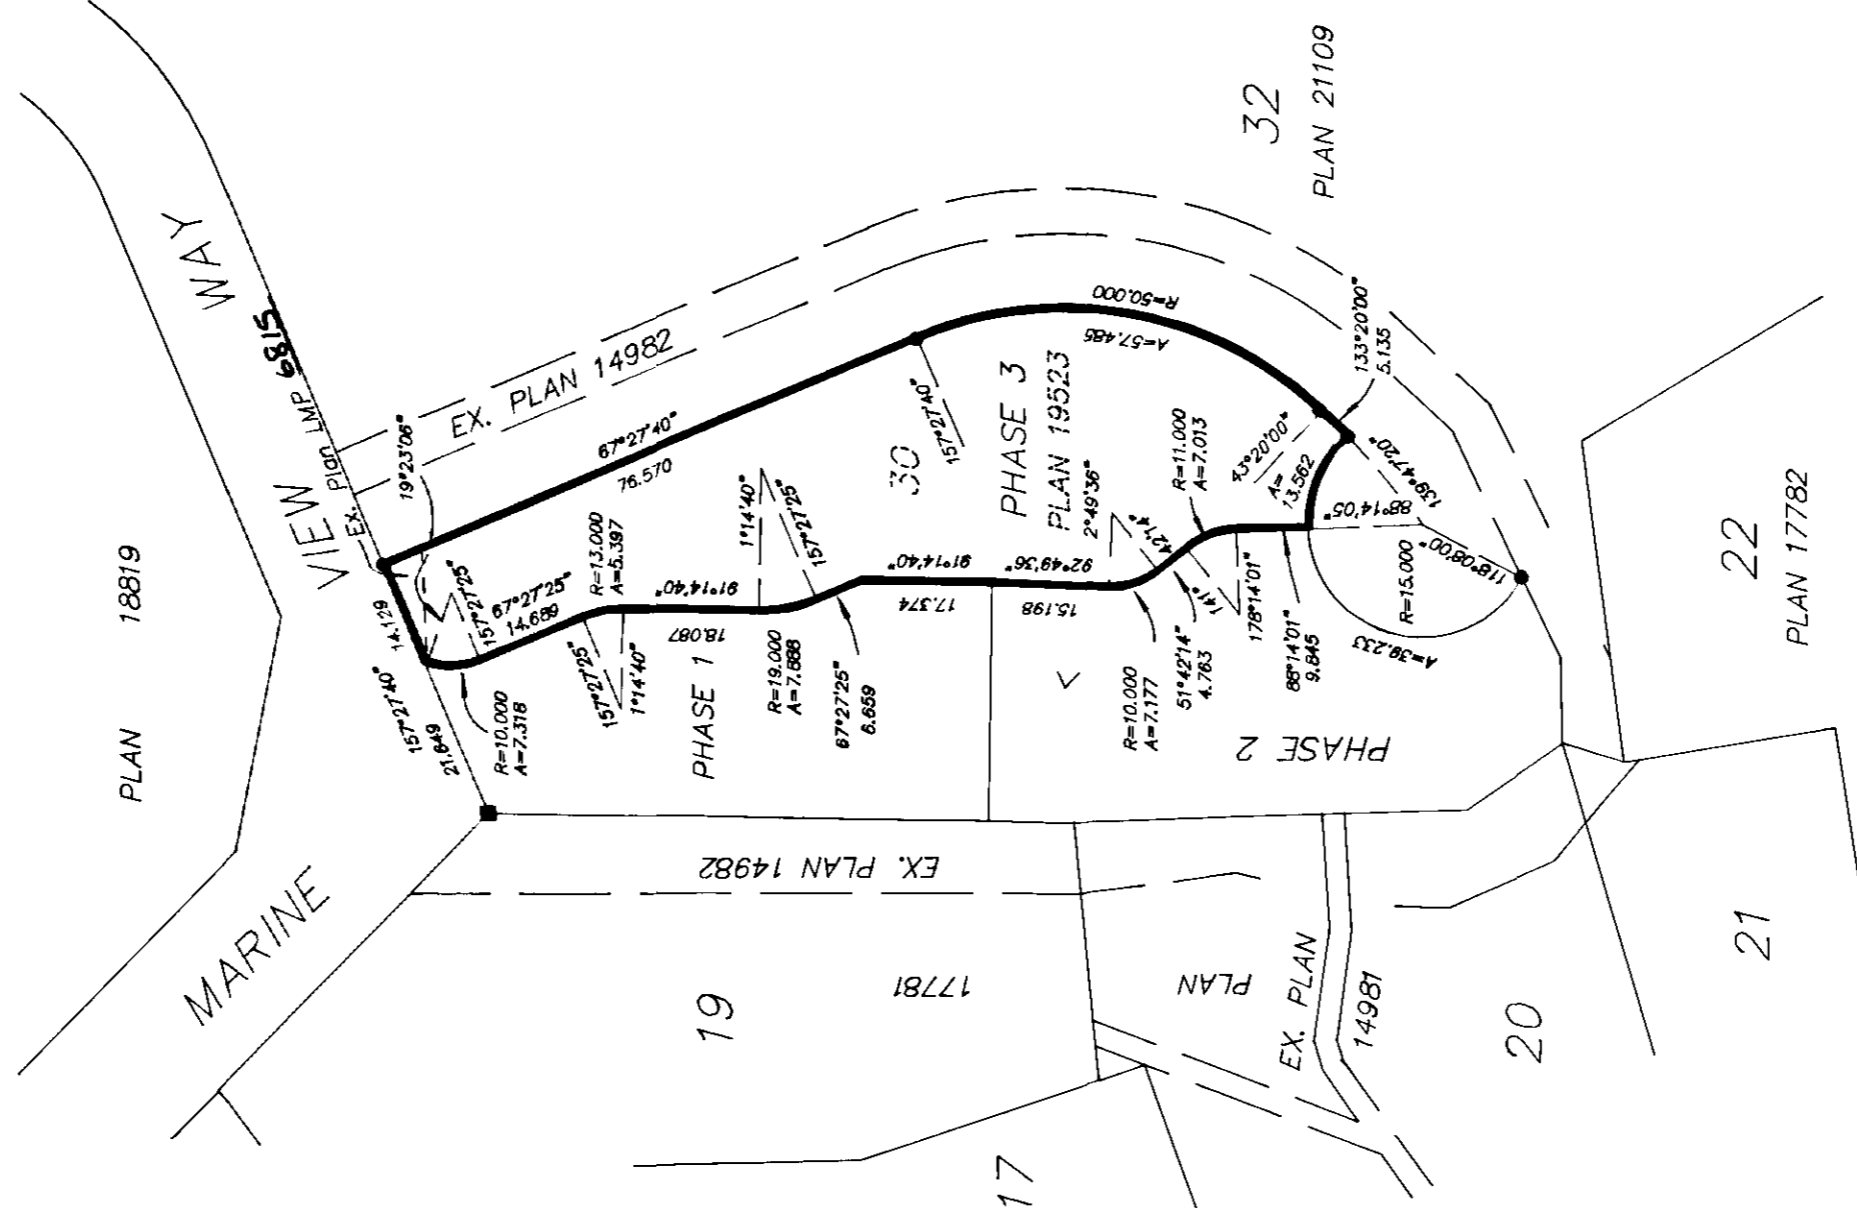 WAY
VIEW
MARINE
PLAN 18819
EX. Plan LMP 6815
EX. PLAN 14982
19°23'06"
14.129
157°27'40"
21.649
157°27'25"
67°27'25"
14.689
R=10.000
A=7.318
R=13.000
A=5.397
157°27'25"
1°14'40"
67°27'40"
76.570
91°14'40"
18.087
1°14'40"
157°27'25"
R=19.000
A=7.888
67°27'25"
6.659
PHASE 1
30
157°27'40"
PHASE 3
PLAN 19523
91°14'40"
17.374
92°49'36"
15.198
2°49'36"
R=50.000
A=57.485
R=11.000
A=7.013
R=10.000
A=7.177
141°
42'14"
51°42'14"
4.763
178°14'01"
88°14'01"
9.845
43°20'00"
A=
13.562
133°20'00"
5.135
139°47'20"
88°14'05"
R=15.000
118°08'00"
A=39.233
PHASE 2
32
PLAN 21109
22
PLAN 17782
21
20
19
17
EX. PLAN 14982
17781
PLAN
EX. PLAN
14981